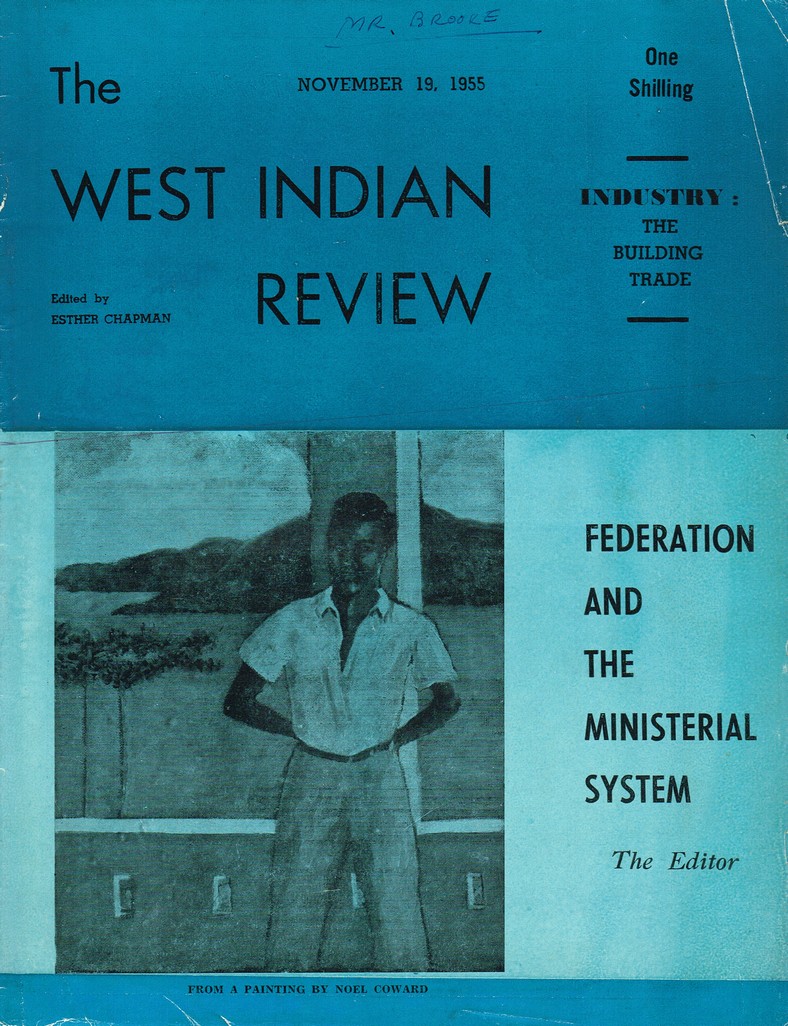 MR. BROOKE
The
NOVEMBER 19, 1955
One
Shilling
WEST INDIAN
REVIEW
Edited by
ESTHER CHAPMAN
INDUSTRY:
THE
BUILDING
TRADE
FEDERATION
AND
THE
MINISTERIAL
SYSTEM
The Editor
FROM A PAINTING BY NOEL COWARD